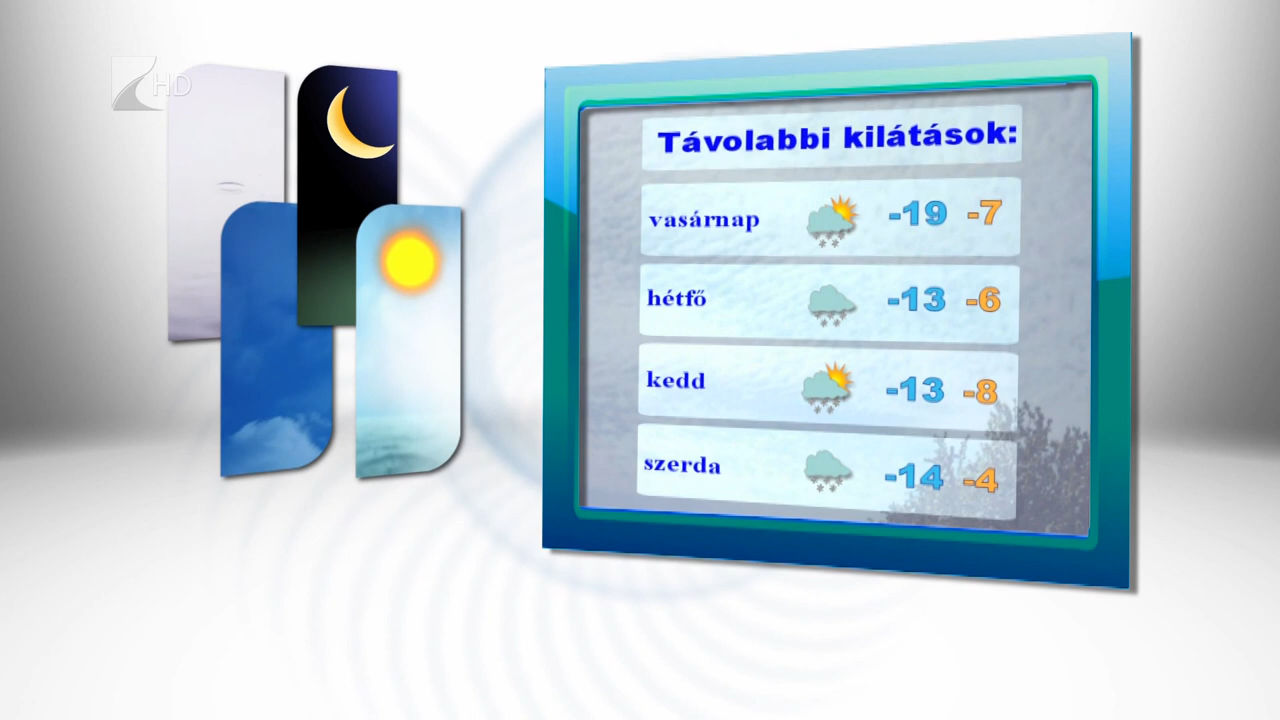 HD
Távolabbi kilátások:
vasárnap -19 -7
hétfő -13 -6
kedd -13 -8
szerda -14 -4